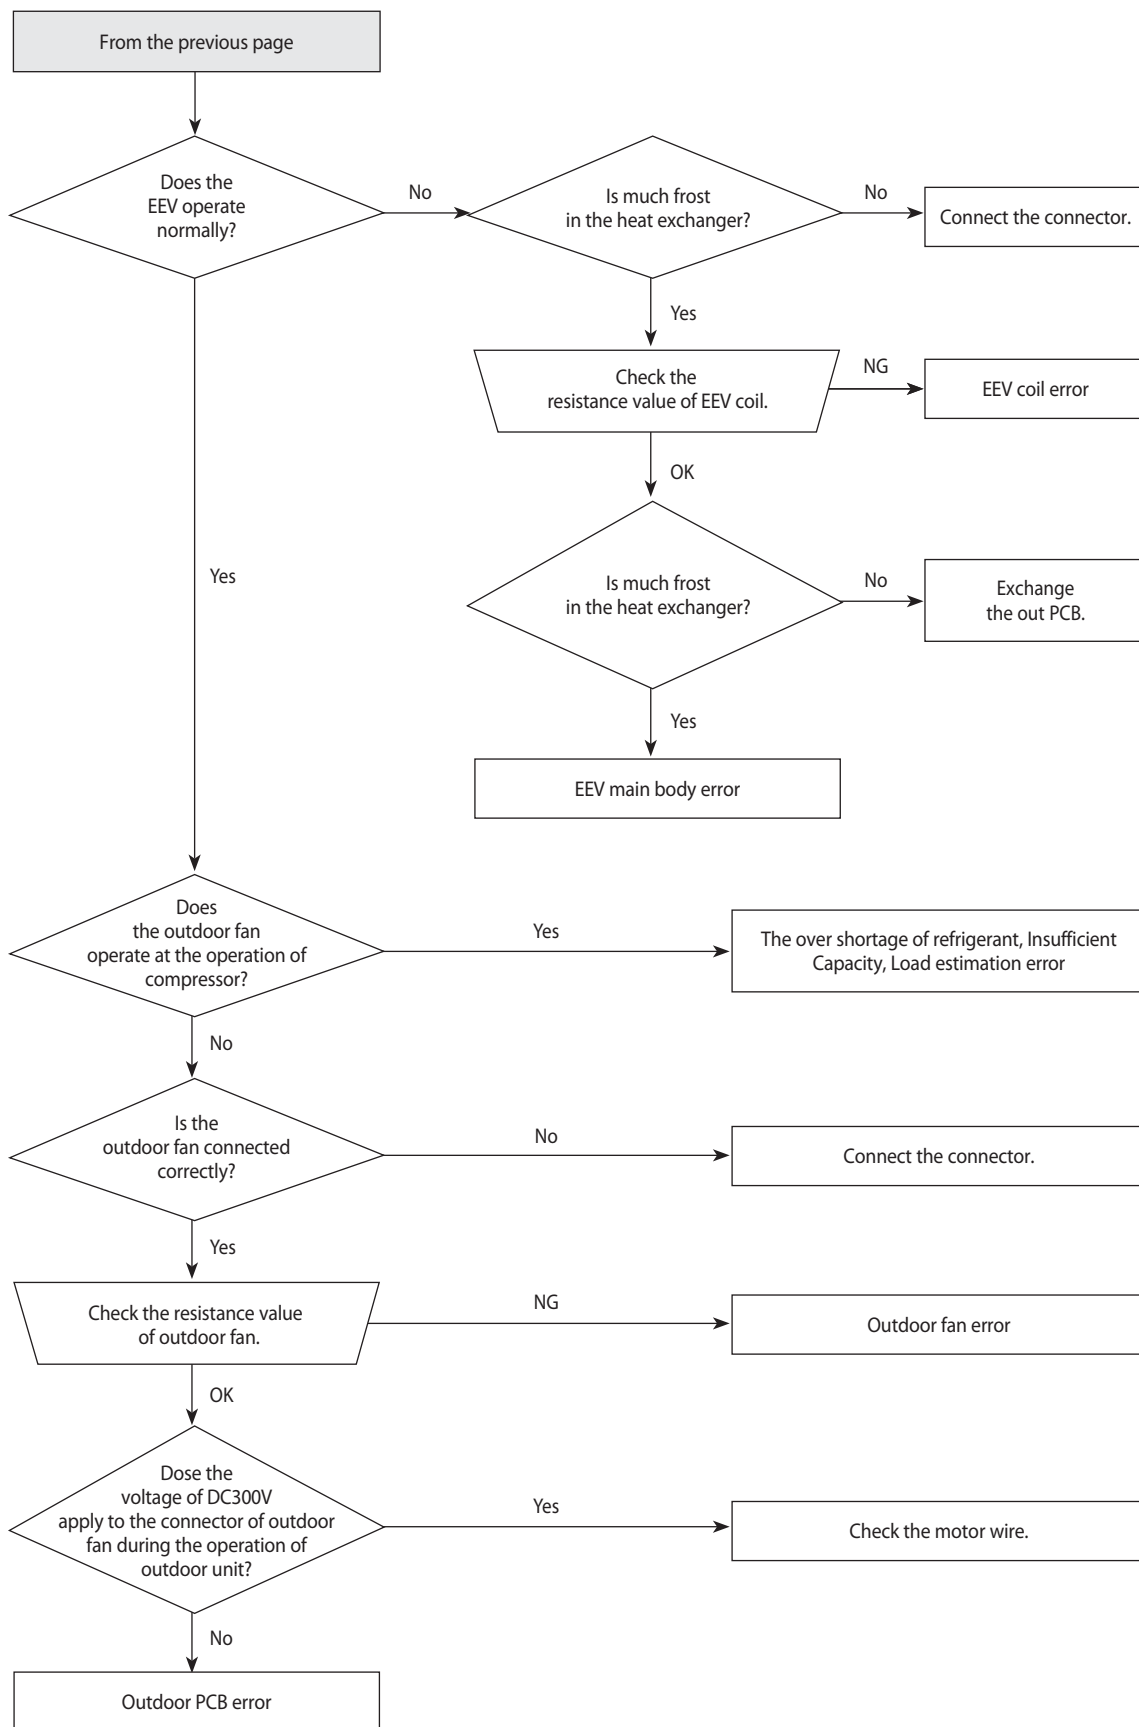 From the previous page
Does the
EEV operate
normally?
No
Is much frost
in the heat exchanger?
No
Connect the connector.
Yes
Check the
resistance value of EEV coil.
NG
EEV coil error
OK
Is much frost
in the heat exchanger?
No
Exchange
the out PCB.
Yes
EEV main body error
Yes
Does
the outdoor fan
operate at the operation of
compressor?
Yes
The over shortage of refrigerant, Insufficient
Capacity, Load estimation error
No
Is the
outdoor fan connected
correctly?
No
Connect the connector.
Yes
Check the resistance value
of outdoor fan.
NG
Outdoor fan error
OK
Dose the
voltage of DC300V
apply to the connector of outdoor
fan during the operation of
outdoor unit?
Yes
Check the motor wire.
No
Outdoor PCB error